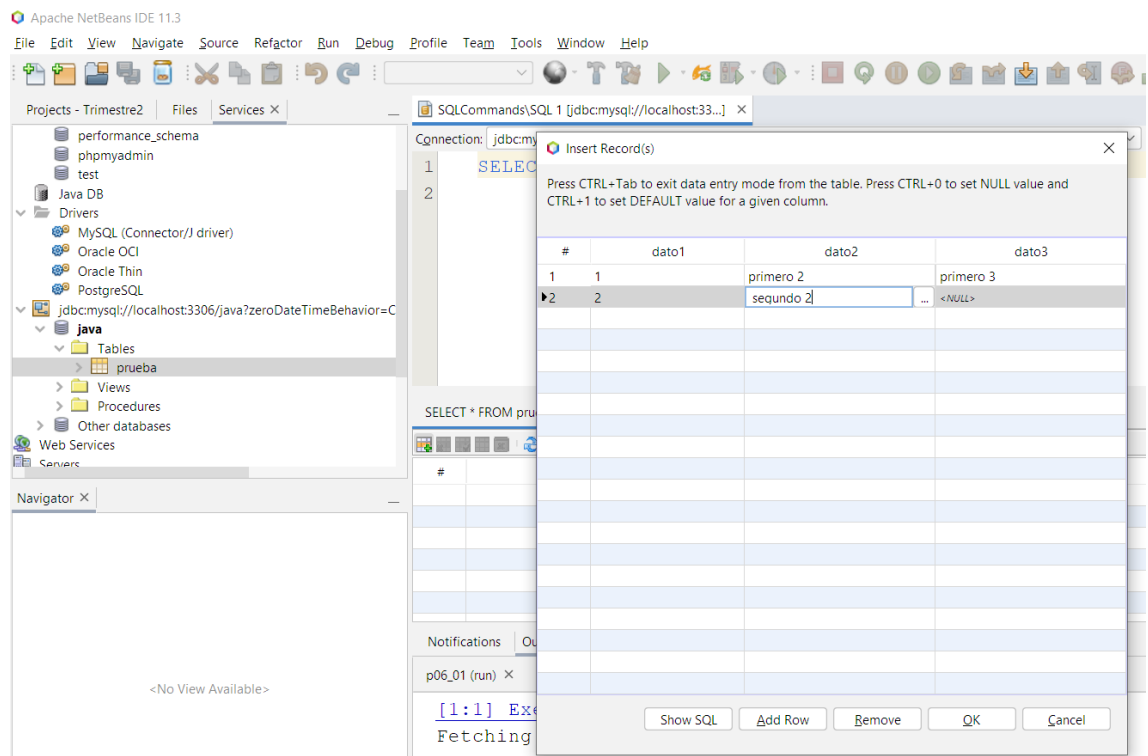 Apache NetBeans IDE 11.3
File Edit View Navigate Source Refactor Run Debug Profile Team Tools Window Help
Projects - Trimestre2 Files Services
performance_schema
phpmyadmin
test
Java DB
Drivers
MySQL (Connector/J driver)
Oracle OCI
Oracle Thin
PostgreSQL
jdbc:mysql://localhost:3306/java?zeroDateTimeBehavior=C
java
Tables
prueba
Views
Procedures
Other databases
Web Services
Servers
Navigator
<No View Available>
SQLCommands\SQL 1 [jdbc:mysql://localhost:33...]
Connection: jdbc:my
1 SELEC
2
SELECT * FROM pru
#
Notifications Ou
p06_01 (run)
[1:1] Exe
Fetching
Insert Record(s)
Press CTRL+Tab to exit data entry mode from the table. Press CTRL+0 to set NULL value and
CTRL+1 to set DEFAULT value for a given column.
# dato1 dato2 dato3
1 1 primero 2 primero 3
2 2 segundo 2 ... <NULL>
Show SQL Add Row Remove OK Cancel